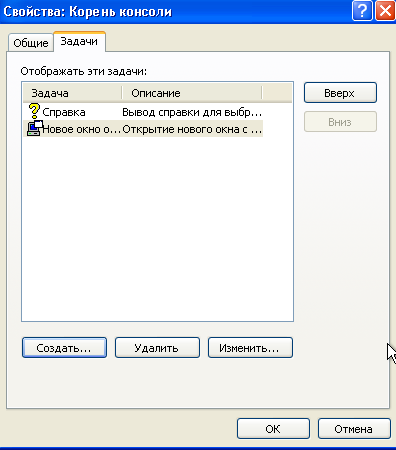 Свойства: Корень консоли
Общие
Задачи
Отображать эти задачи:
Вверх
Задача Описание
Справка Вывод справки для выбр...
Вниз
Новое окно о... Открытие нового окна с ...
Создать... Удалить Изменить...
ОК Отмена